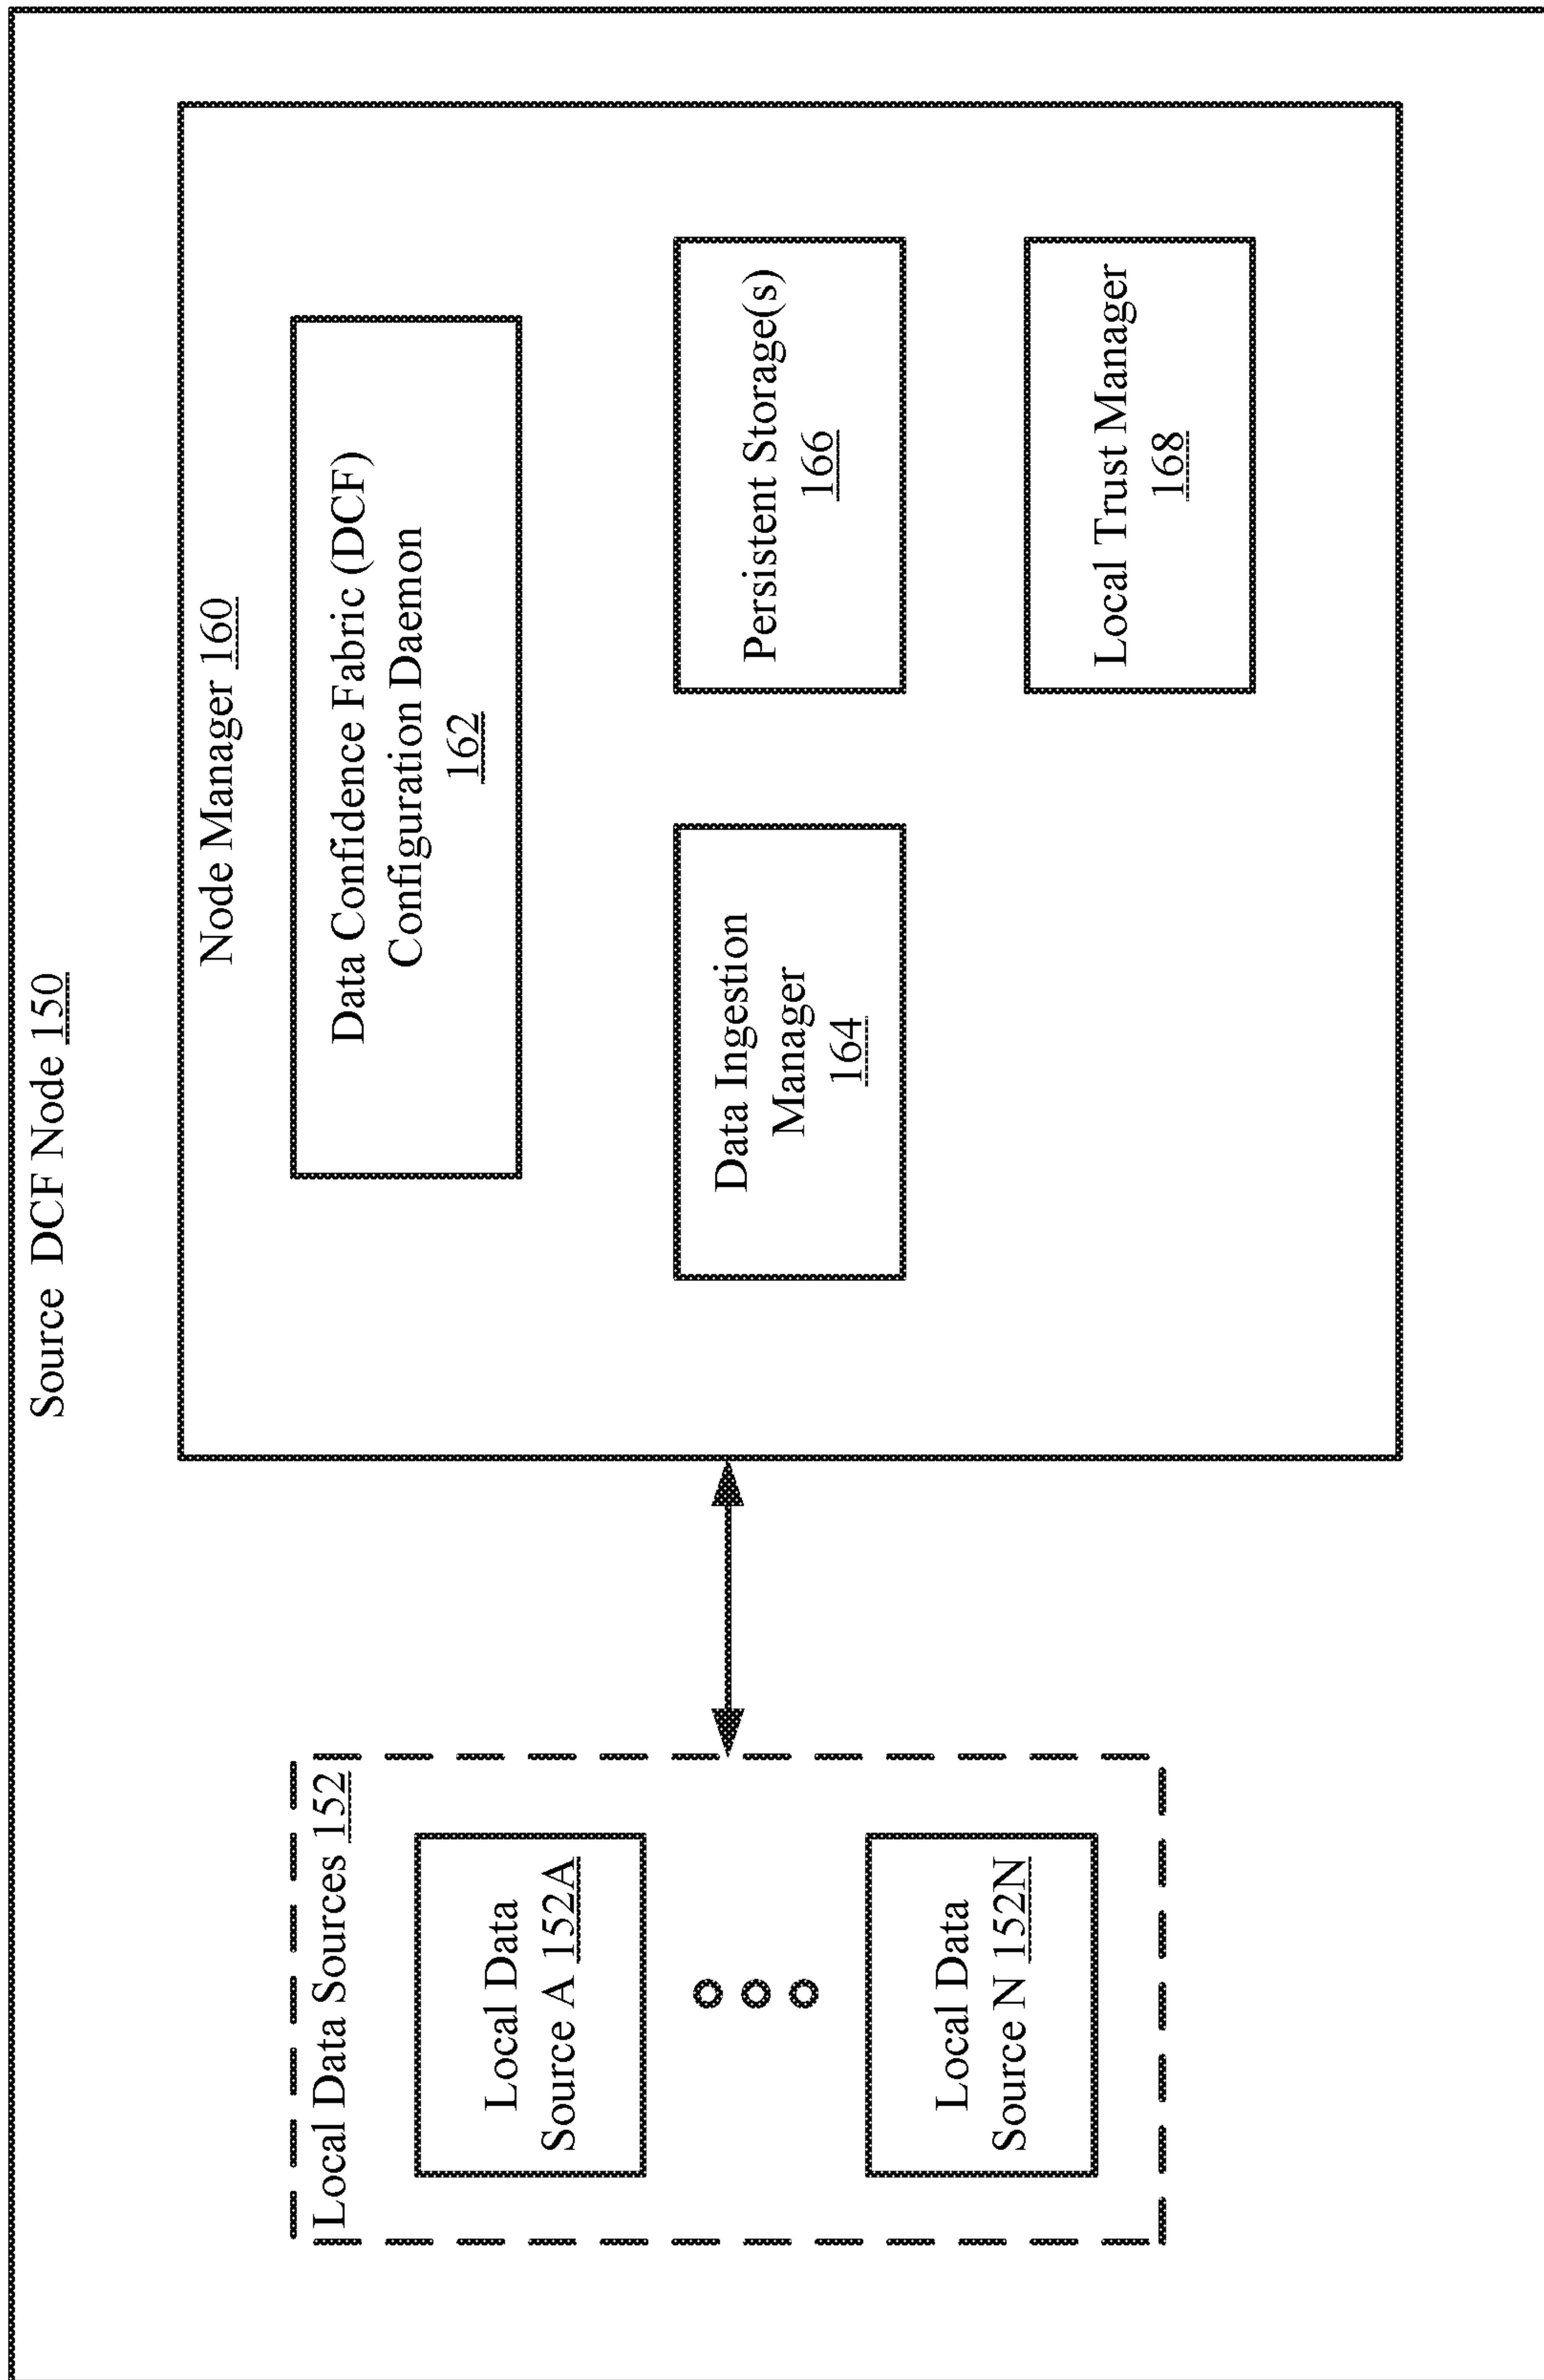 Source DCF Node 150
Local Data Sources 152
Local Data
Source A 152A
Local Data
Source N 152N
Node Manager 160
Data Confidence Fabric (DCF)
Configuration Daemon
162
Data Ingestion
Manager
164
Persistent Storage(s)
166
Local Trust Manager
168